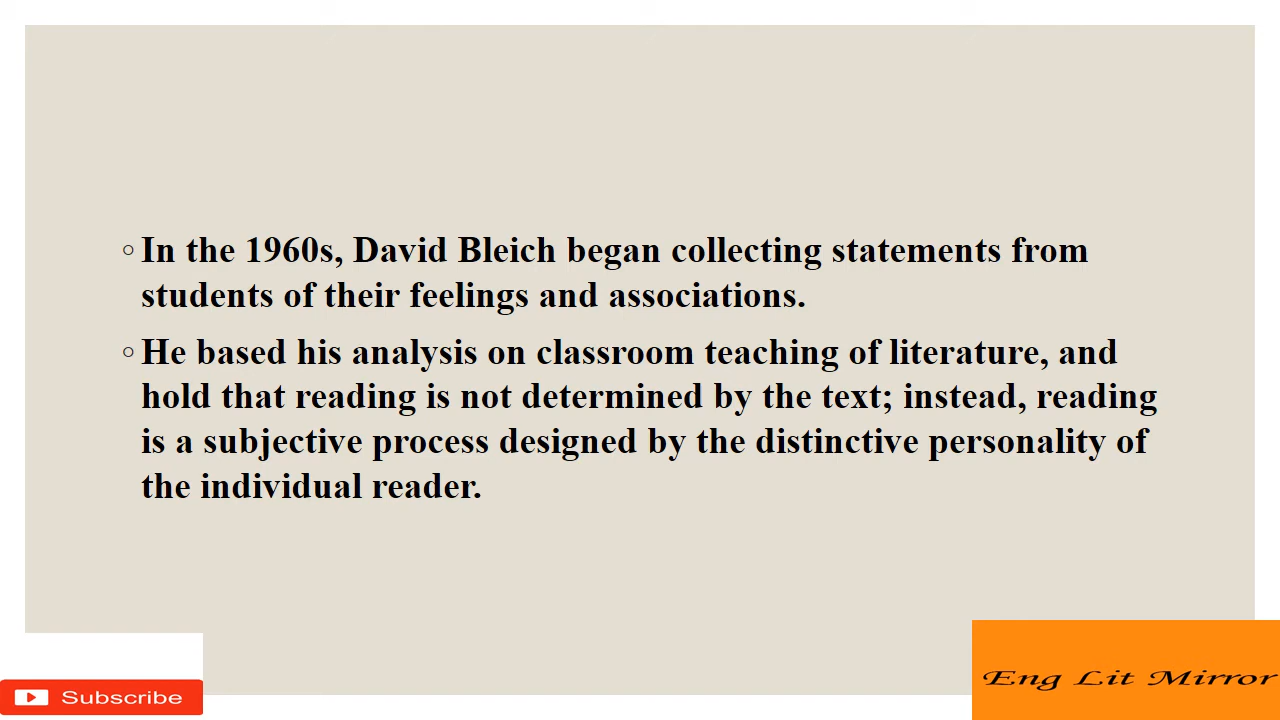 ◦ In the 1960s, David Bleich began collecting statements from
students of their feelings and associations.
◦ He based his analysis on classroom teaching of literature, and
hold that reading is not determined by the text; instead, reading
is a subjective process designed by the distinctive personality of
the individual reader.
Subscribe
Eng Lit Mirror